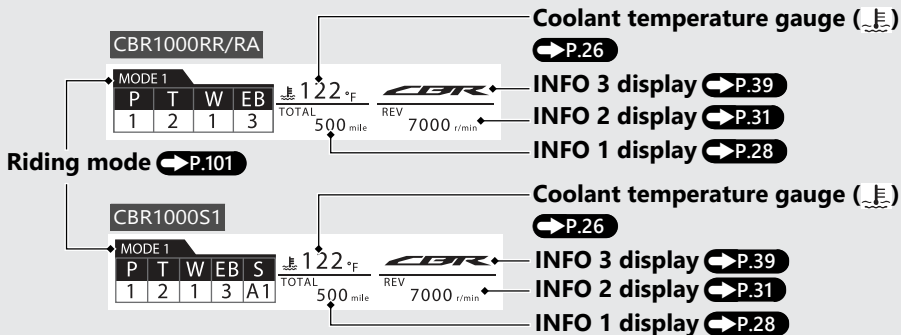 Coolant temperature gauge ( )
P.26
CBR1000RR/RA
MODE 1
P T W EB
1 2 1 3
122 °F
TOTAL
500 mile
CBR
REV
7000 r/min
INFO 3 display P.39
INFO 2 display P.31
INFO 1 display P.28
Riding mode P.101
Coolant temperature gauge ( )
P.26
CBR1000S1
MODE 1
P T W EB S
1 2 1 3 A1
122 °F
TOTAL
500 mile
CBR
REV
7000 r/min
INFO 3 display P.39
INFO 2 display P.31
INFO 1 display P.28